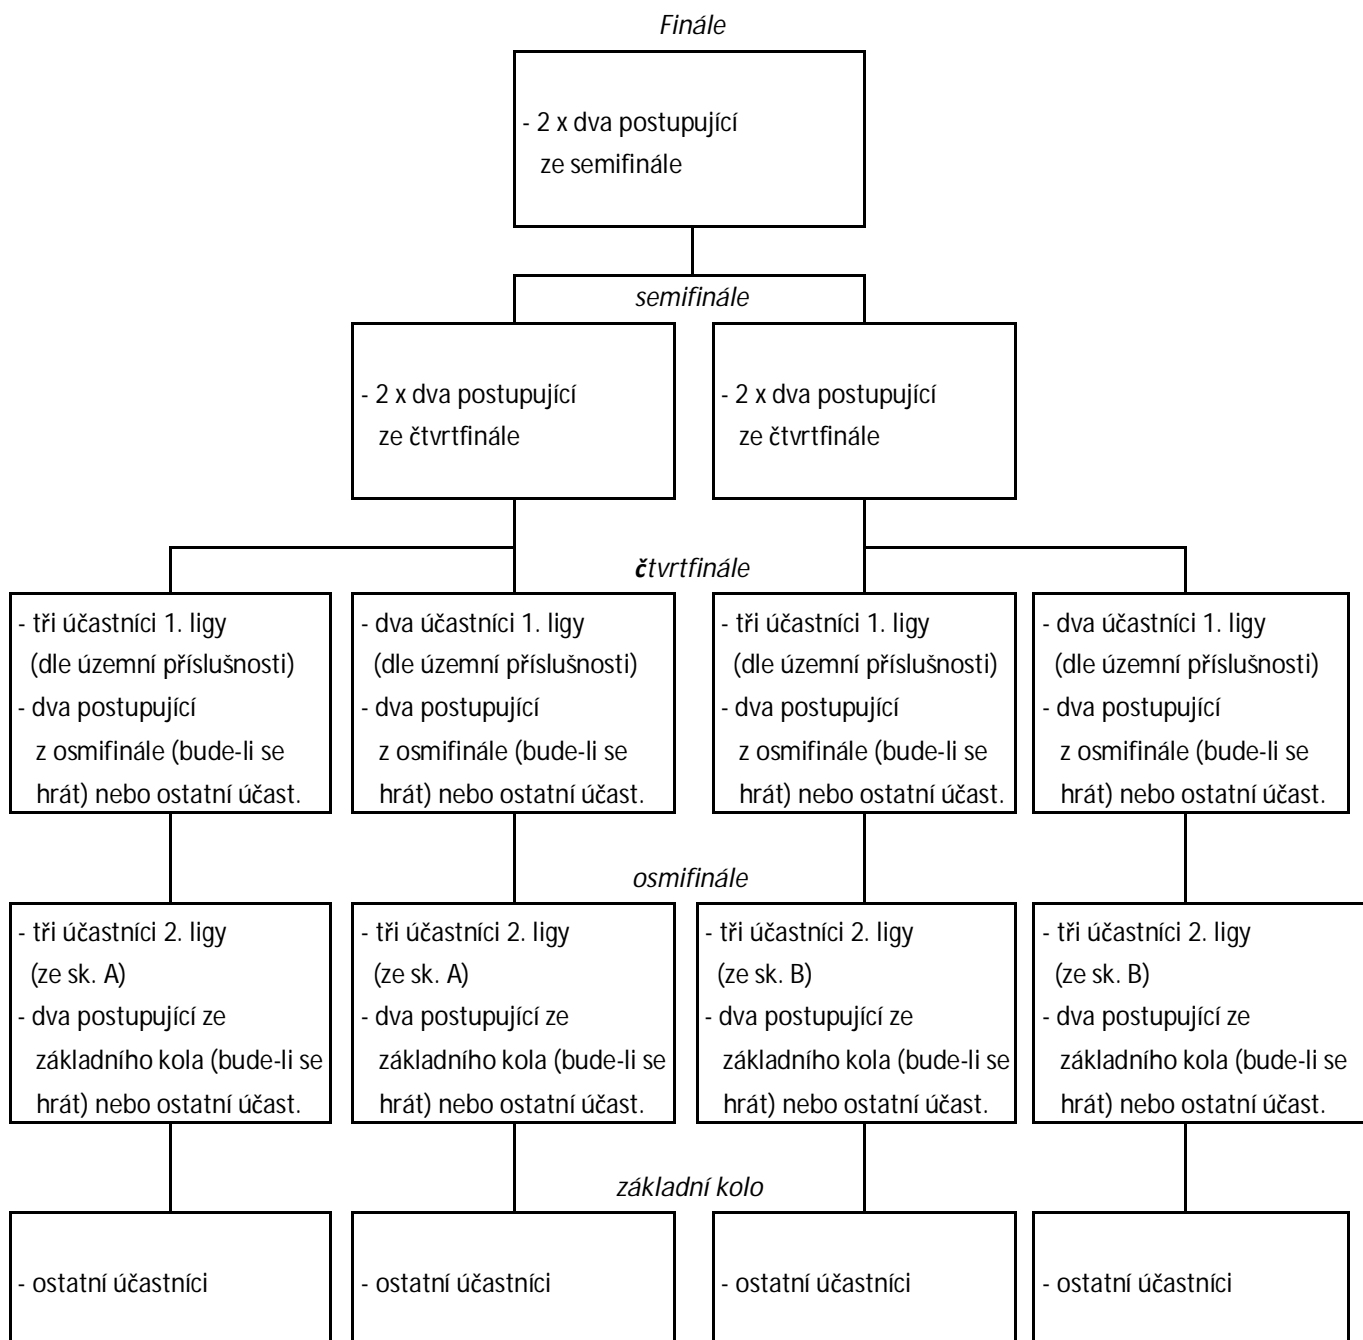 Finále
- 2 x dva postupující
ze semifinále
semifinále
- 2 x dva postupující
ze čtvrtfinále
- 2 x dva postupující
ze čtvrtfinále
čtvrtfinále
- tři účastníci 1. ligy
(dle územní příslušnosti)
- dva postupující
z osmifinále (bude-li se
hrát) nebo ostatní účast.
- dva účastníci 1. ligy
(dle územní příslušnosti)
- dva postupující
z osmifinále (bude-li se
hrát) nebo ostatní účast.
- tři účastníci 1. ligy
(dle územní příslušnosti)
- dva postupující
z osmifinále (bude-li se
hrát) nebo ostatní účast.
- dva účastníci 1. ligy
(dle územní příslušnosti)
- dva postupující
z osmifinále (bude-li se
hrát) nebo ostatní účast.
osmifinále
- tři účastníci 2. ligy
(ze sk. A)
- dva postupující ze
základního kola (bude-li se
hrát) nebo ostatní účast.
- tři účastníci 2. ligy
(ze sk. A)
- dva postupující ze
základního kola (bude-li se
hrát) nebo ostatní účast.
- tři účastníci 2. ligy
(ze sk. B)
- dva postupující ze
základního kola (bude-li se
hrát) nebo ostatní účast.
- tři účastníci 2. ligy
(ze sk. B)
- dva postupující ze
základního kola (bude-li se
hrát) nebo ostatní účast.
základní kolo
- ostatní účastníci
- ostatní účastníci
- ostatní účastníci
- ostatní účastníci